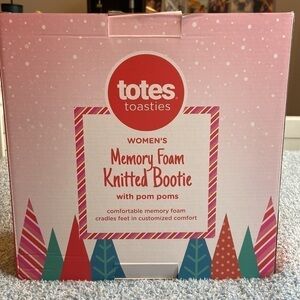 totes
toasties
WOMEN'S
Memory Foam
Knitted Bootie
with pom poms
comfortable memory foam
cradles feet in customized comfort